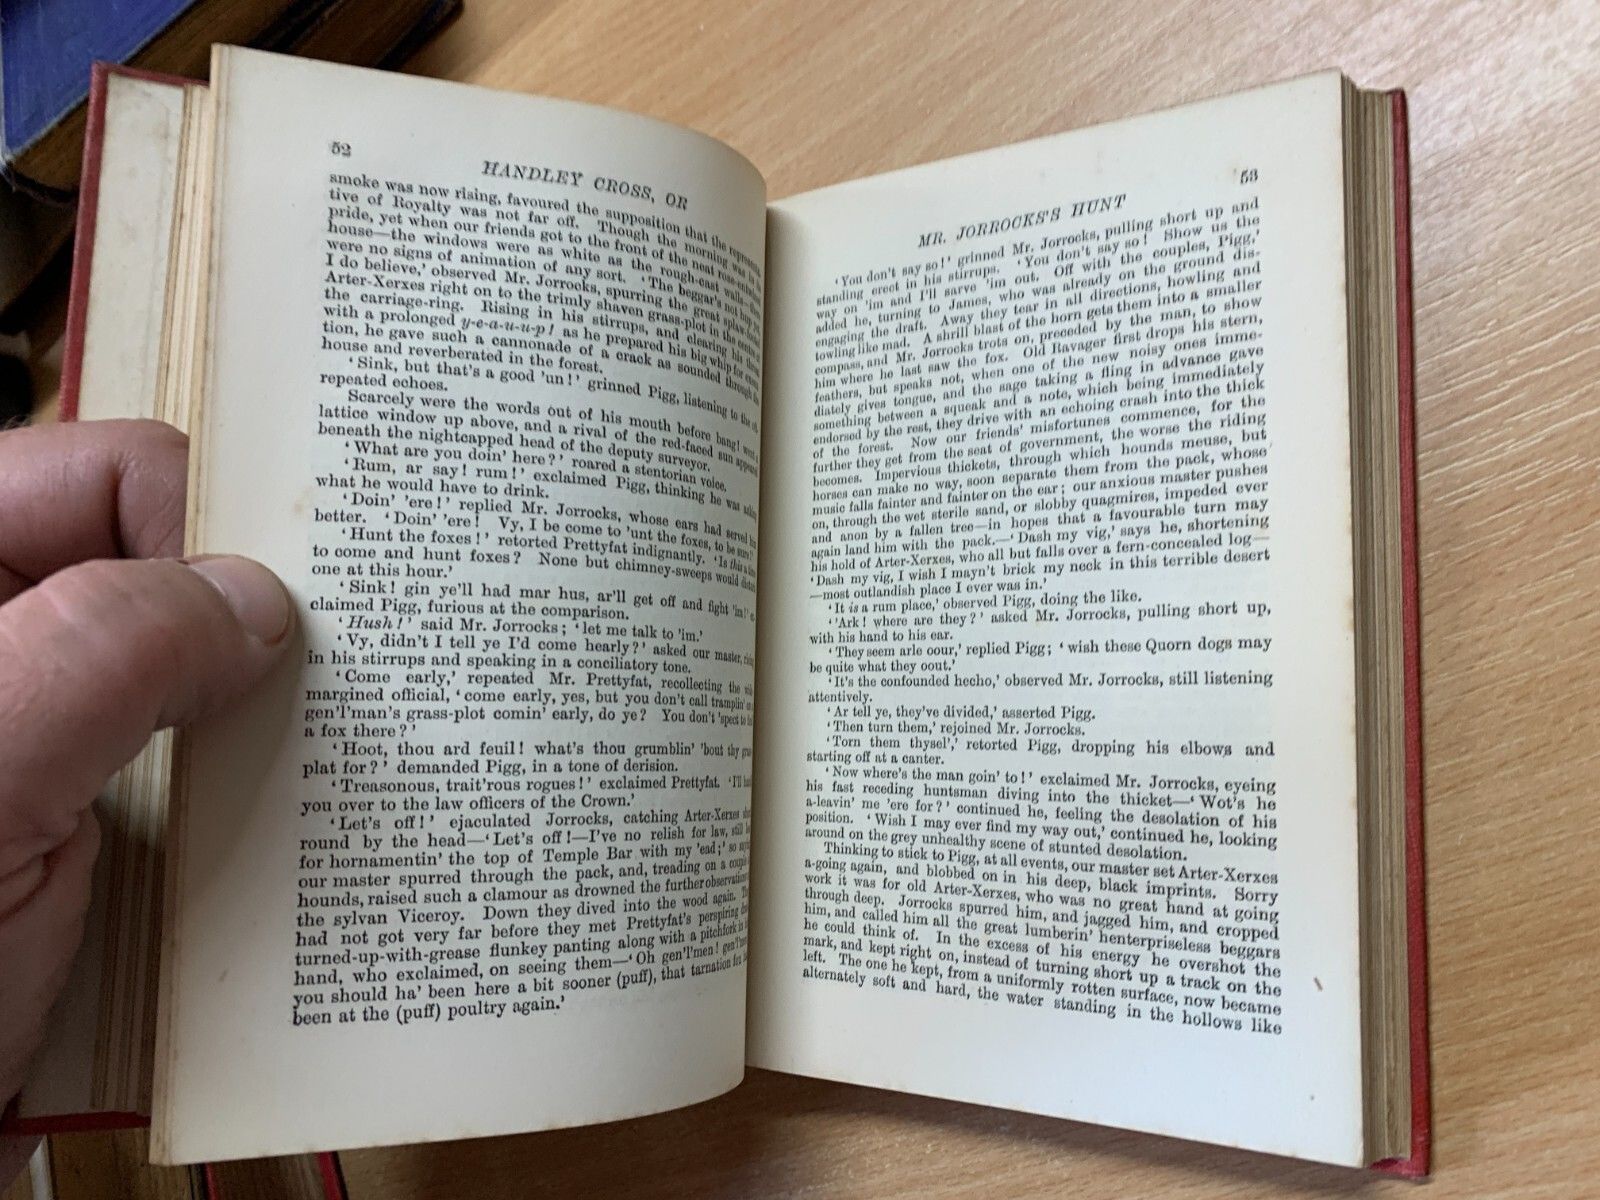 52
HANDLEY CROSS, OR
smoke was now rising, favoured the supposition that the
tive of Royalty was not far off. Though the morning was
pride, yet when our friends got to the front of the neat
house—the windows were as white as the rough-cast walls—there
were no signs of animation of any sort. 'The beggar's not hup
I do believe,' observed Mr. Jorrocks, spurring the great
Arter-Xerxes right on to the trimly shaven grass-plot in the centre of
the carriage-ring. Rising in his stirrups, and clearing his
with a prolonged y-e-a-u-u-p! as he prepared his big whip for
tion, he gave such a cannonade of a crack as sounded through the
house and reverberated in the forest.
'Sink, but that's a good 'un!' grinned Pigg, listening to the
repeated echoes.
Scarcely were the words out of his mouth before bang! went a
lattice window up above, and a rival of the red-faced sun appeared
beneath the nightcapped head of the deputy surveyor.
'What are you doin' here?' roared a stentorian voice.
'Rum, ar say! rum!' exclaimed Pigg, thinking he was asking
what he would have to drink.
'Doin' 'ere!' replied Mr. Jorrocks, whose ears had served him
better. 'Doin' 'ere! Vy, I be come to 'unt the foxes, to be sure!'
'Hunt the foxes!' retorted Prettyfat indignantly. 'Is this a time
to come and hunt foxes? None but chimney-sweeps would
one at this hour.'
'Sink! gin ye'll had mar hus, ar'll get off and fight 'im!' ex-
claimed Pigg, furious at the comparison.
'Hush!' said Mr. Jorrocks; 'let me talk to 'im.'
'Vy, didn't I tell ye I'd come hearly?' asked our master,
in his stirrups and speaking in a conciliatory tone.
'Come early,' repeated Mr. Prettyfat, recollecting the
margined official, 'come early, yes, but you don't call tramplin'
gen'l'man's grass-plot comin' early, do ye? You don't 'spect to
a fox there?'
'Hoot, thou ard feuil! what's thou grumblin' 'bout thy
plat for?' demanded Pigg, in a tone of derision.
'Treasonous, trait'rous rogues!' exclaimed Prettyfat. 'I'll
you over to the law officers of the Crown.'
'Let's off!' ejaculated Jorrocks, catching Arter-Xerxes
round by the head—'Let's off!—I've no relish for law, still
for hornamentin' the top of Temple Bar with my 'ead;' so
our master spurred through the pack, and, treading on a couple
hounds, raised such a clamour as drowned the further observations
the sylvan Viceroy. Down they dived into the wood again.
had not got very far before they met Prettyfat's perspiring
turned-up-with-grease flunkey panting along with a pitchfork in
hand, who exclaimed, on seeing them—'Oh gen'l'men!
you should ha' been here a bit sooner (puff), that tarnation
been at the (puff) poultry again.'
MR. JORROCKS'S HUNT
53
'You don't say so!' grinned Mr. Jorrocks, pulling short up and
standing erect in his stirrups. 'You don't say so! Show us the
way on 'im and I'll sarve 'im out. Off with the couples, Pigg,'
added he, turning to James, who was already on the ground dis-
engaging the draft. Away they tear in all directions, howling and
towling like mad. A shrill blast of the horn gets them into a smaller
compass, and Mr. Jorrocks trots on, preceded by the man, to show
him where he last saw the fox. Old Ravager first drops his stern,
feathers, but speaks not, when one of the new noisy ones imme-
diately gives tongue, and the sage taking a fling in advance gave
something between a squeak and a note, which being immediately
endorsed by the rest, they drive with an echoing crash into the thick
of the forest. Now our friends' misfortunes commence, for the
further they get from the seat of government, the worse the riding
becomes. Impervious thickets, through which hounds meuse, but
horses can make no way, soon separate them from the pack, whose
music falls fainter and fainter on the ear; our anxious master pushes
on, through the wet sterile sand, or slobby quagmires, impeded ever
and anon by a fallen tree—in hopes that a favourable turn may
again land him with the pack.—'Dash my vig,' says he, shortening
his hold of Arter-Xerxes, who all but falls over a fern-concealed log—
'Dash my vig, I wish I mayn't brick my neck in this terrible desert
—most outlandish place I ever was in.'
'It is a rum place,' observed Pigg, doing the like.
''Ark! where are they?' asked Mr. Jorrocks, pulling short up,
with his hand to his ear.
'They seem arle oour,' replied Pigg; 'wish these Quorn dogs may
be quite what they oout.'
'It's the confounded hecho,' observed Mr. Jorrocks, still listening
attentively.
'Ar tell ye, they've divided,' asserted Pigg.
'Then turn them,' rejoined Mr. Jorrocks.
'Torn them thysel',' retorted Pigg, dropping his elbows and
starting off at a canter.
'Now where's the man goin' to!' exclaimed Mr. Jorrocks, eyeing
his fast receding huntsman diving into the thicket—'Wot's he
a-leavin' me 'ere for?' continued he, feeling the desolation of his
position. 'Wish I may ever find my way out,' continued he, looking
around on the grey unhealthy scene of stunted desolation.
Thinking to stick to Pigg, at all events, our master set Arter-Xerxes
a-going again, and blobbed on in his deep, black imprints. Sorry
work it was for old Arter-Xerxes, who was no great hand at going
through deep. Jorrocks spurred him, and jagged him, and cropped
him, and called him all the great lumberin' henterpriseless beggars
he could think of. In the excess of his energy he overshot the
mark, and kept right on, instead of turning short up a track on the
left. The one he kept, from a uniformly rotten surface, now became
alternately soft and hard, the water standing in the hollows like